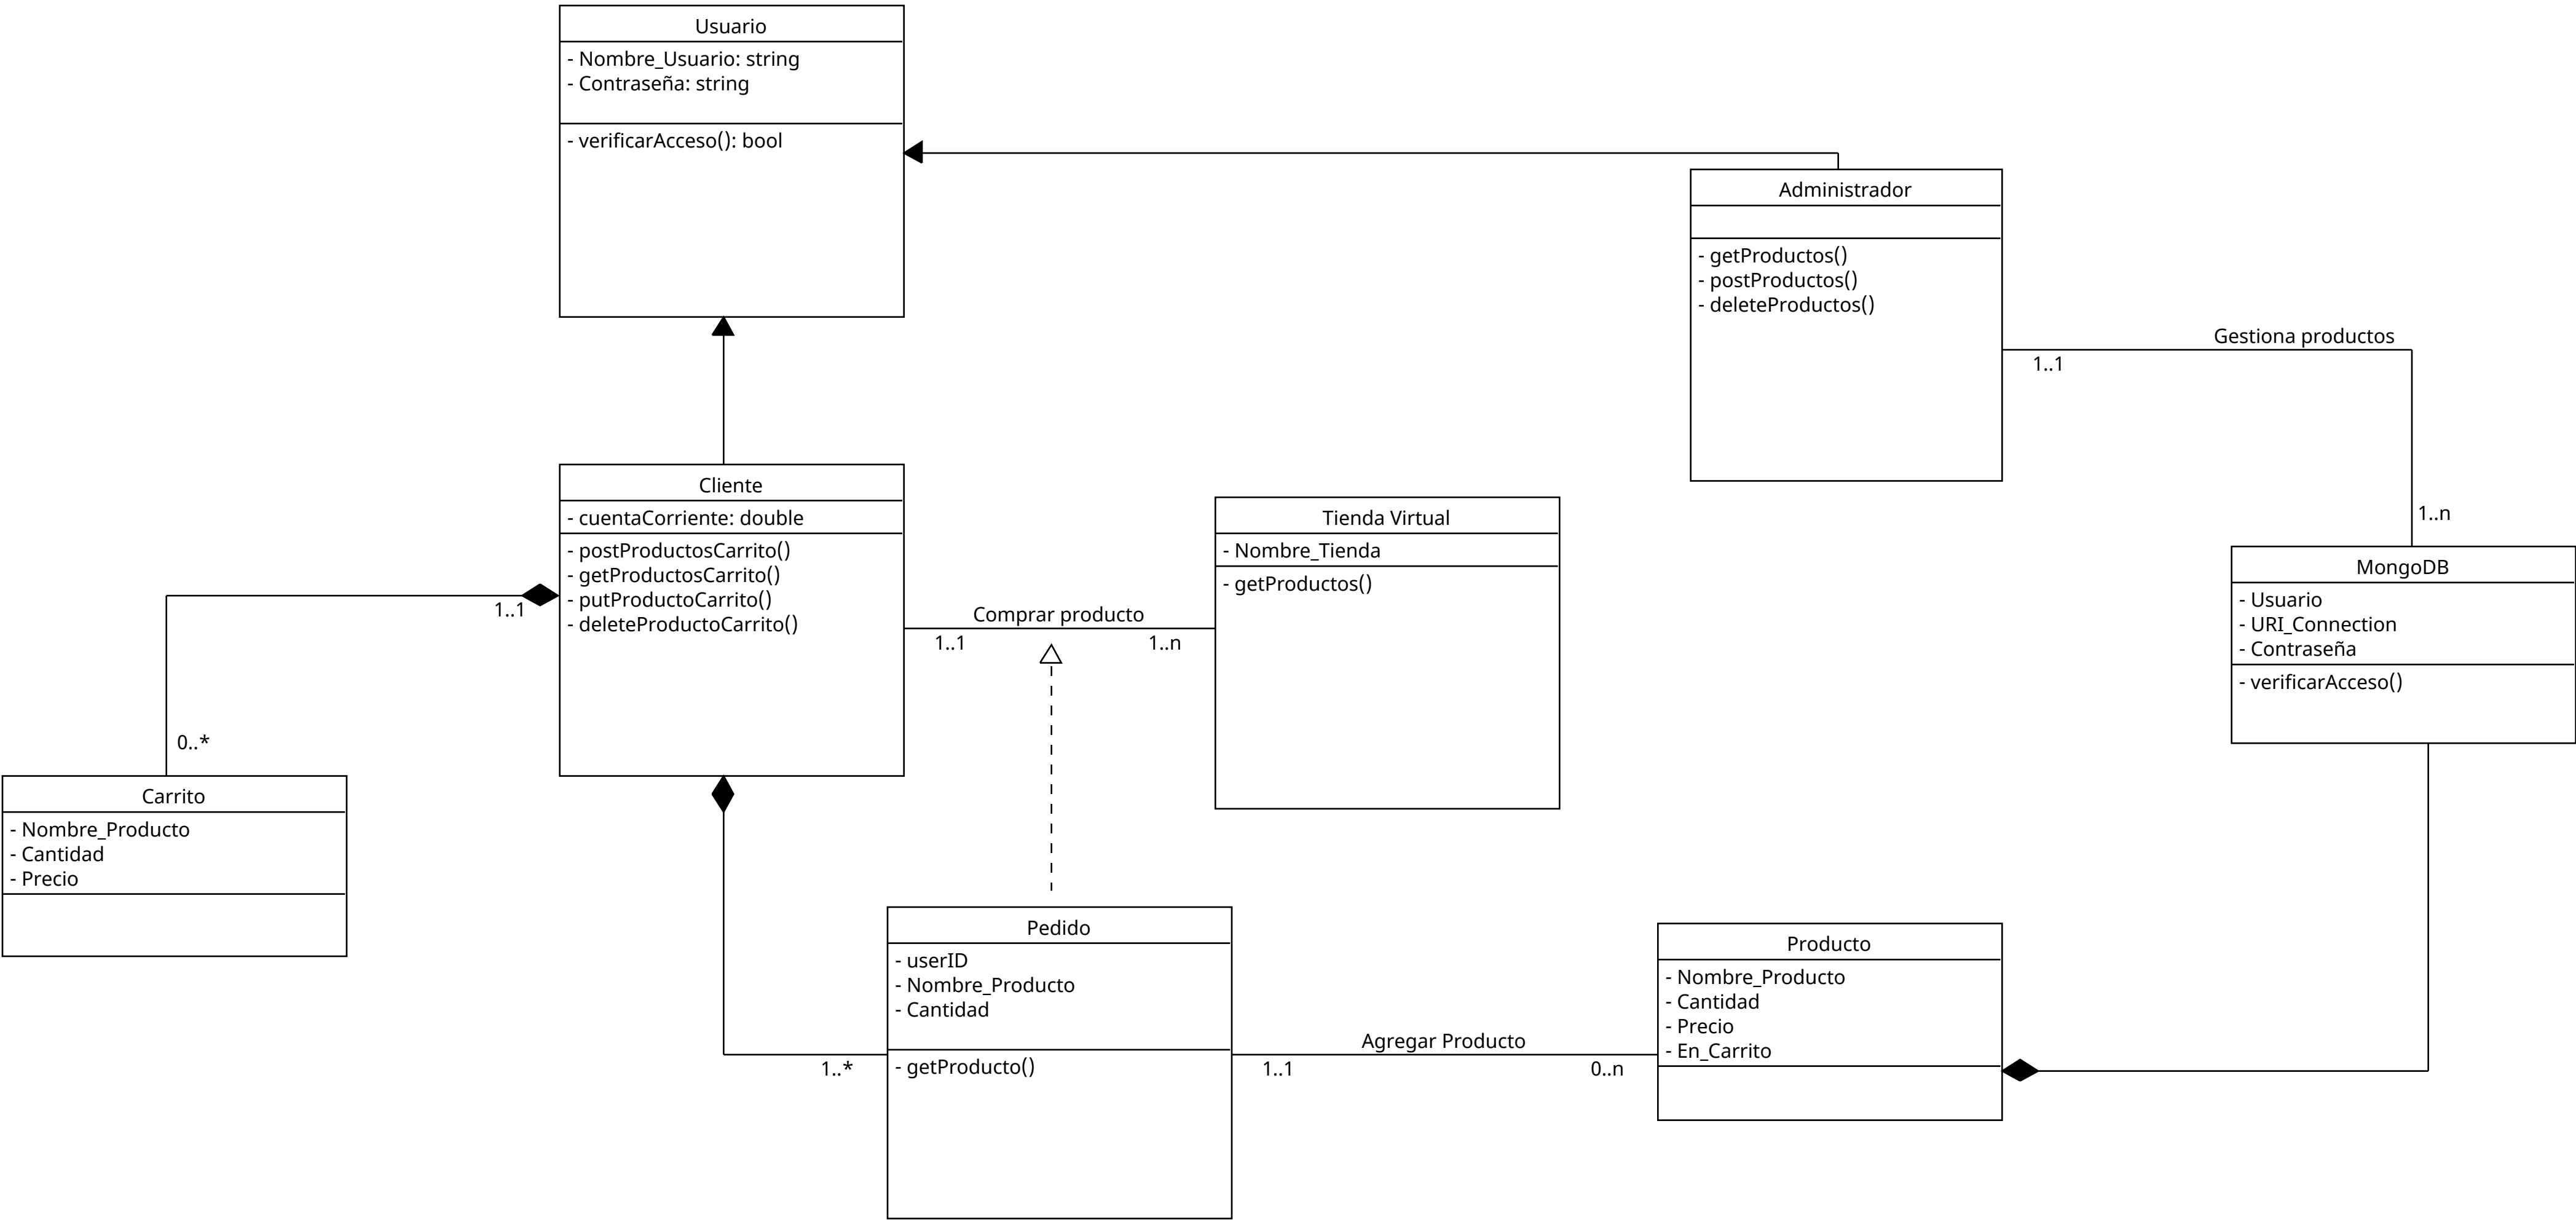 Usuario
- Nombre_Usuario: string
- Contraseña: string
- verificarAcceso(): bool
Administrador
- getProductos()
- postProductos()
- deleteProductos()
Gestiona productos
1..1
1..n
Cliente
- cuentaCorriente: double
- postProductosCarrito()
- getProductosCarrito()
- putProductoCarrito()
- deleteProductoCarrito()
Tienda Virtual
- Nombre_Tienda
- getProductos()
Comprar producto
1..1
1..n
MongoDB
- Usuario
- URI_Connection
- Contraseña
- verificarAcceso()
1..1
0..*
Carrito
- Nombre_Producto
- Cantidad
- Precio
Pedido
- userID
- Nombre_Producto
- Cantidad
- getProducto()
1..*
Agregar Producto
1..1
0..n
Producto
- Nombre_Producto
- Cantidad
- Precio
- En_Carrito